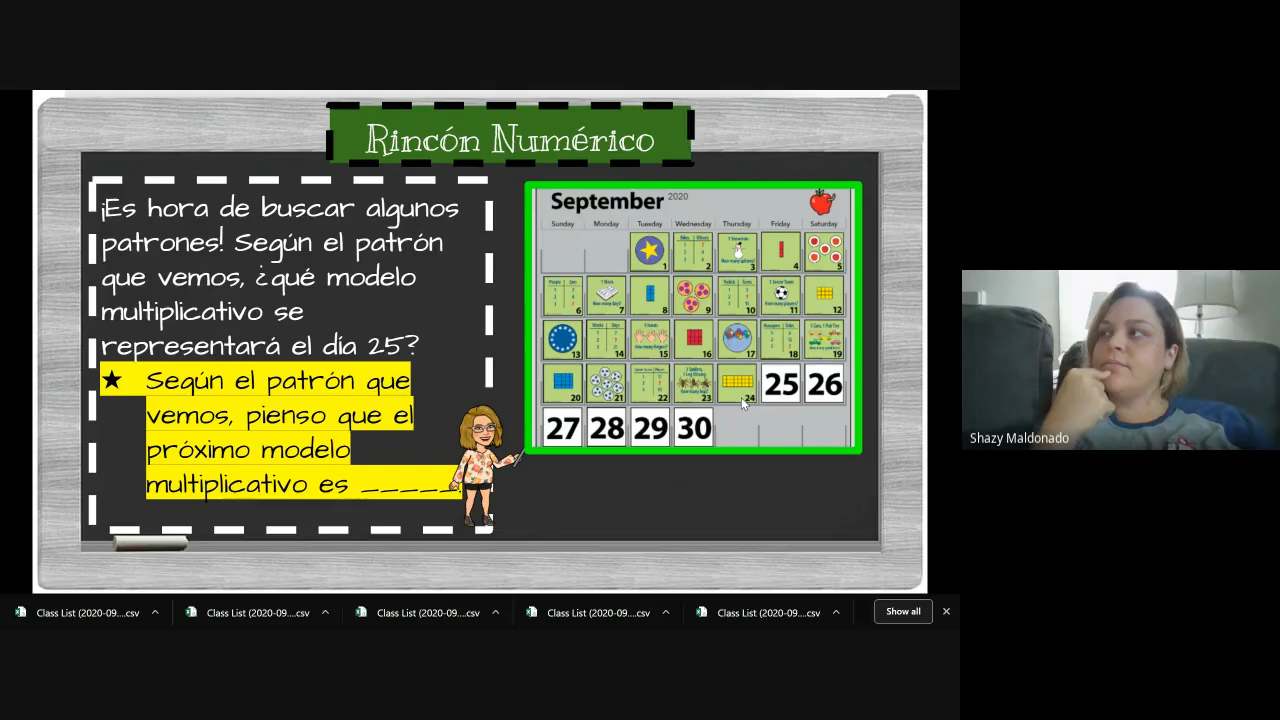 Rincón Numérico
¡Es hora de buscar algunos
patrones! Según el patrón
que vemos, ¿qué modelo
multiplicativo se
representará el día 25?
★ Según el patrón que
vemos, pienso que el
próximo modelo
multiplicativo es _____
September 2020
Sunday Monday Tuesday Wednesday Thursday Friday Saturday
1 2 3 4 5
6 7 8 9 10 11 12
13 14 15 16 17 18 19
20 21 22 23 24 25 26
27 28 29 30
Shazy Maldonado
Class List (2020-09....csv Class List (2020-09....csv Class List (2020-09....csv Class List (2020-09....csv Class List (2020-09....csv Show all